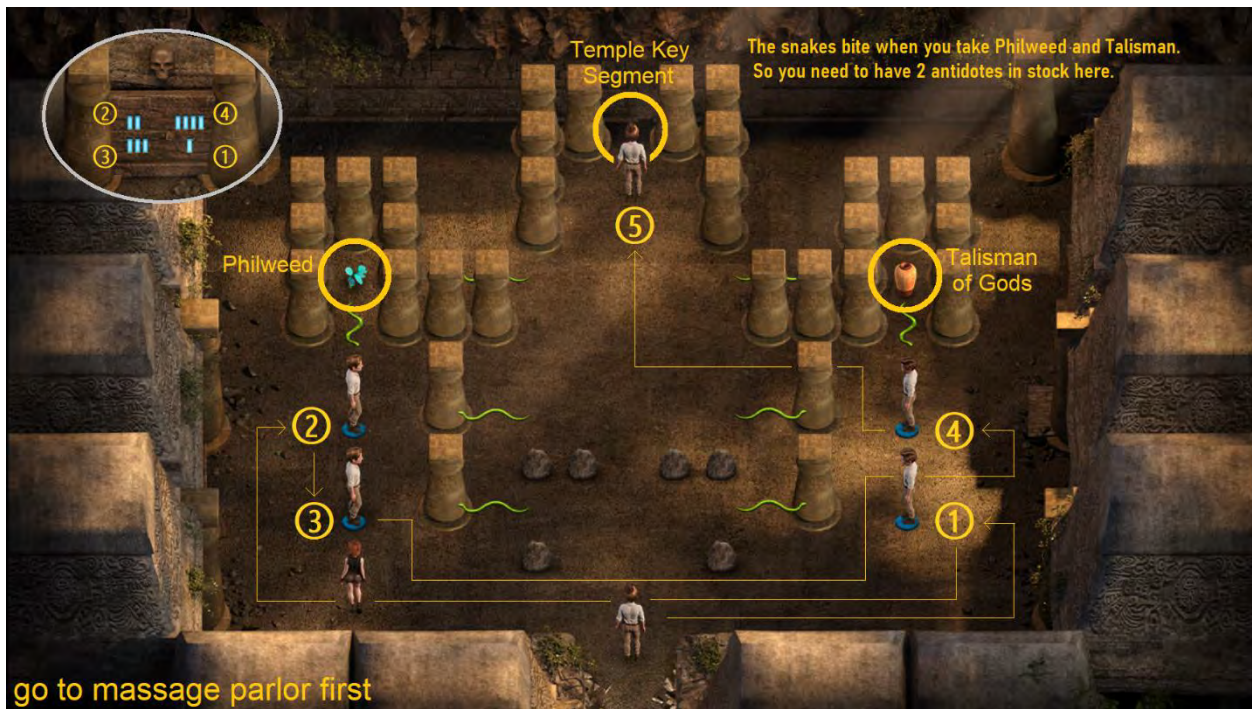 Temple Key
Segment
The snakes bite when you take Philweed and Talisman.
So you need to have 2 antidotes in stock here.
2
4
3
1
5
Philweed
Talisman
of Gods
2
4
3
1
go to massage parlor first